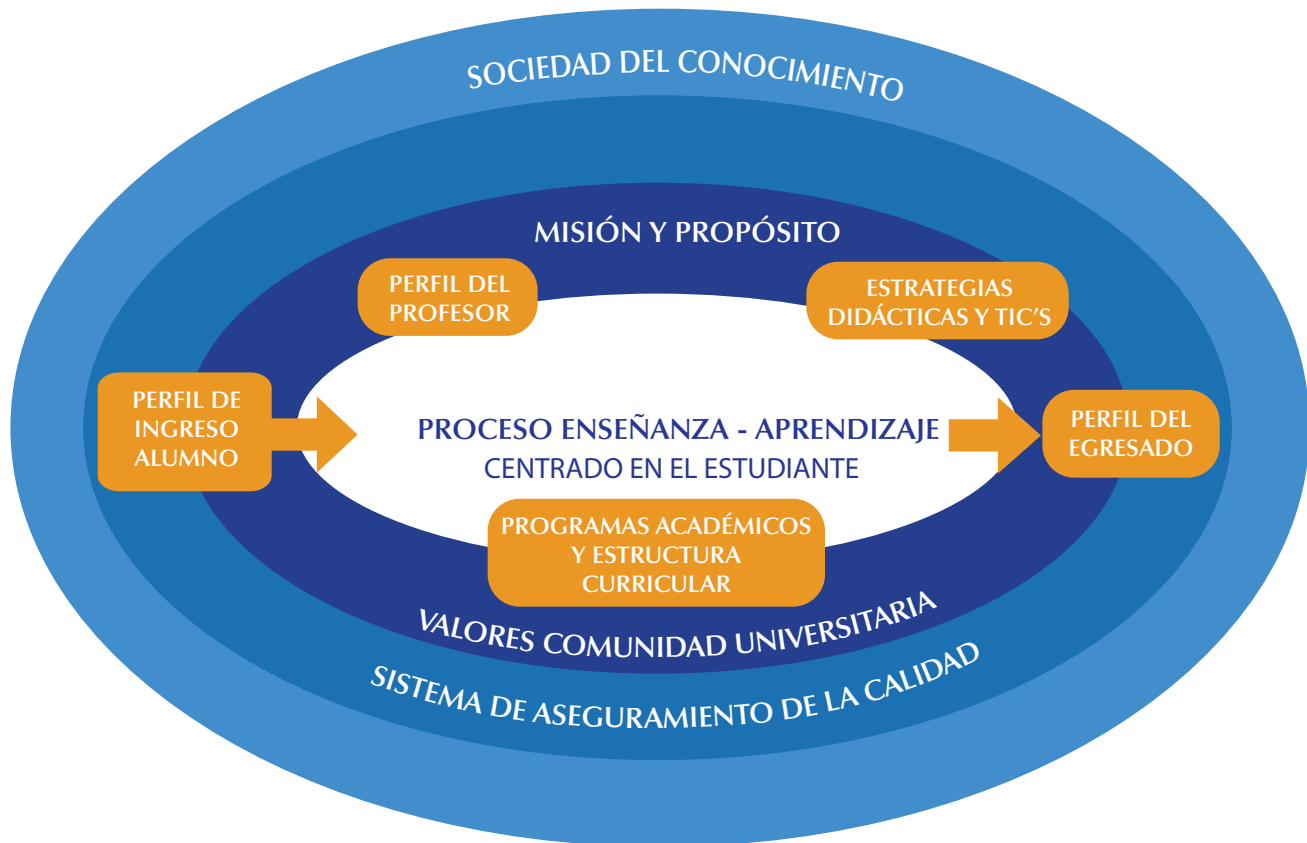 SOCIEDAD DEL CONOCIMIENTO
MISIÓN Y PROPÓSITO
PERFIL DEL
PROFESOR
ESTRATEGIAS
DIDÁCTICAS Y TIC'S
PERFIL DE
INGRESO
ALUMNO
PROCESO ENSEÑANZA - APRENDIZAJE
CENTRADO EN EL ESTUDIANTE
PERFIL DEL
EGRESADO
PROGRAMAS ACADÉMICOS
Y ESTRUCTURA
CURRICULAR
VALORES COMUNIDAD UNIVERSITARIA
SISTEMA DE ASEGURAMIENTO DE LA CALIDAD